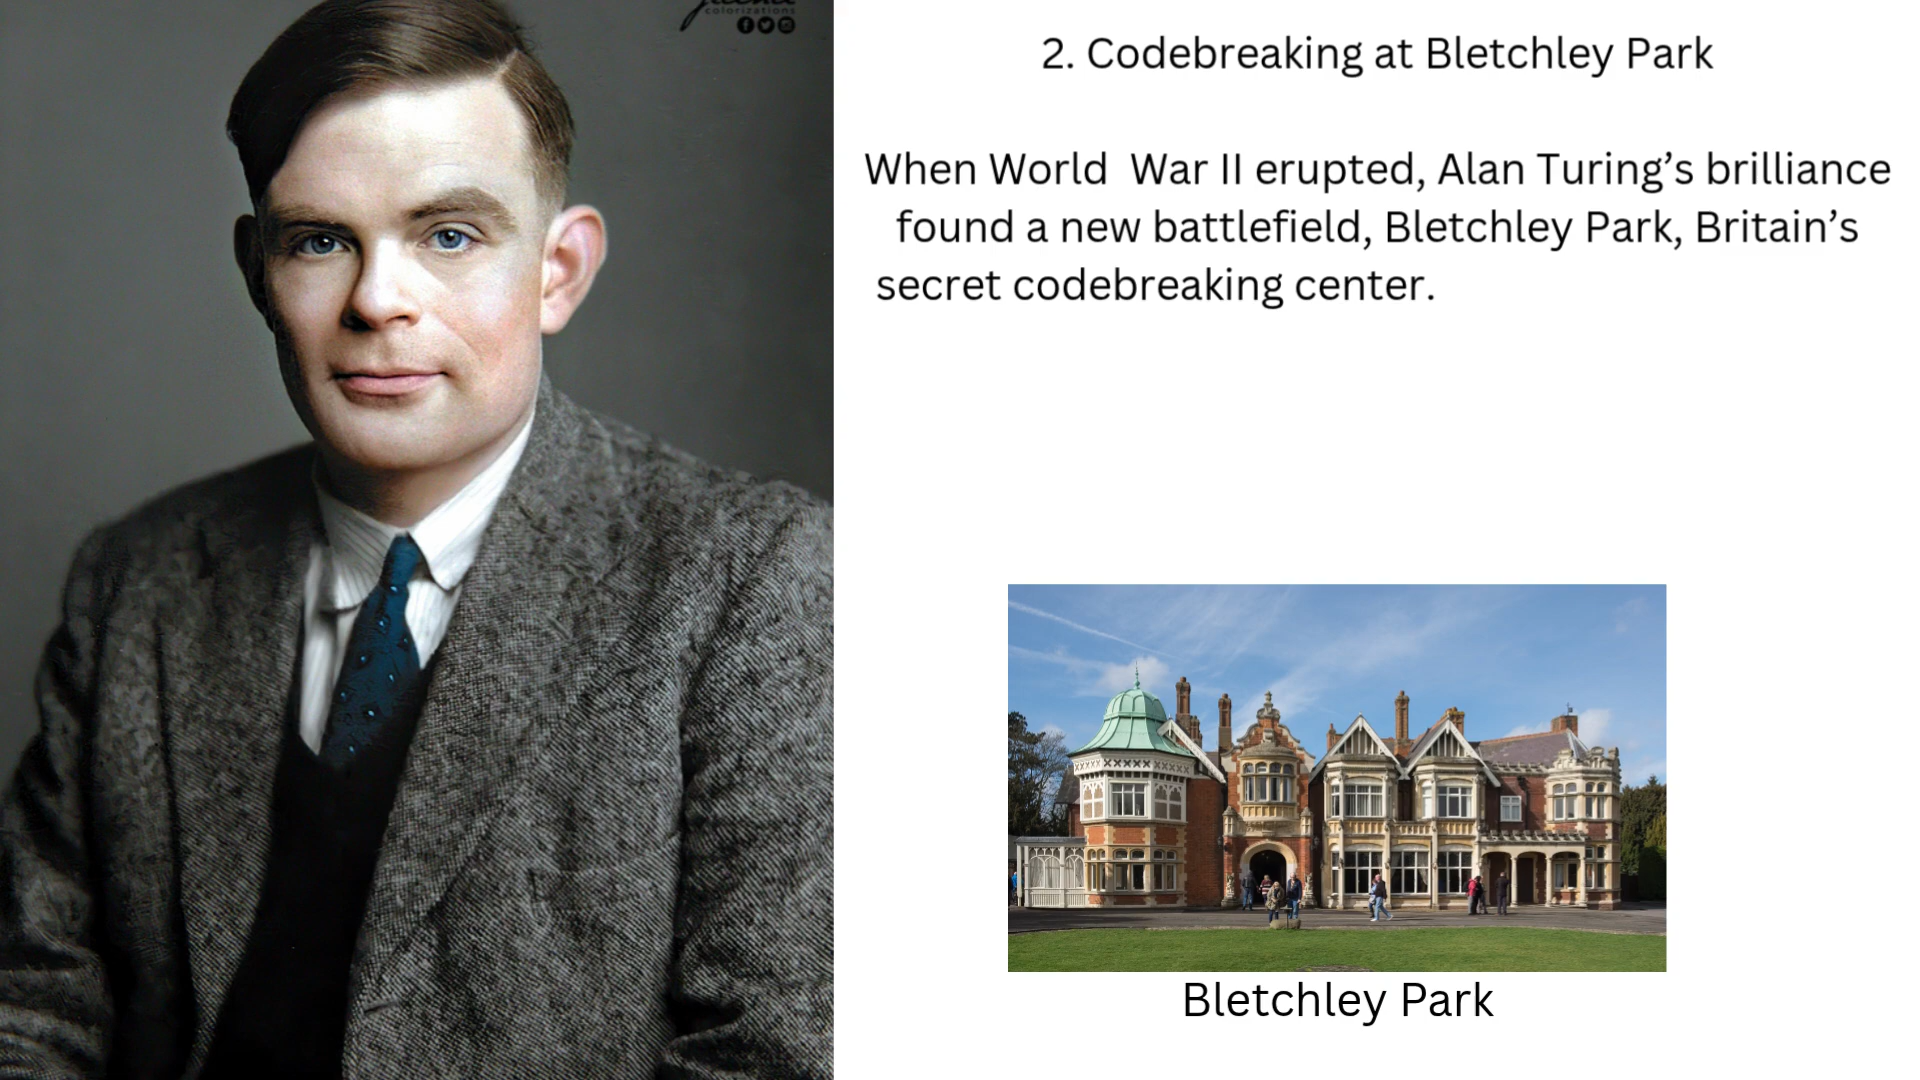 colorizations
2. Codebreaking at Bletchley Park
When World War II erupted, Alan Turing’s brilliance
found a new battlefield, Bletchley Park, Britain’s
secret codebreaking center.
Bletchley Park